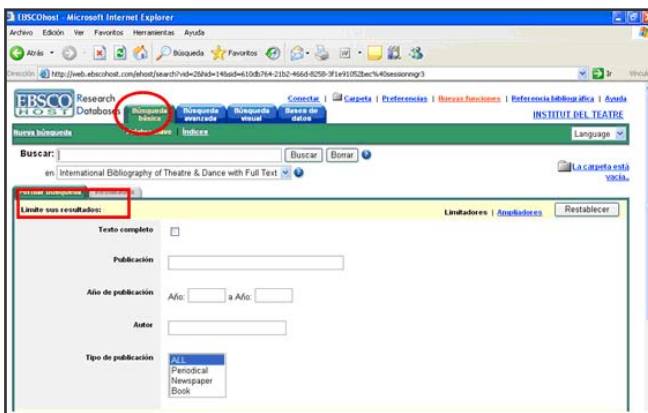 EBSCOhost - Microsoft Internet Explorer
Archivo Edición Ver Favoritos Herramientas Ayuda
Atrás Búsqueda Favoritos
Dirección http://web.ebscohost.com/ehost/search?vid=2&hid=14&sid=610db764-21b2-466d-8258-3f1e91052bec%40sessionmgr3 Ir
EBSCO HOST Research Databases
Conectar | Carpeta | Preferencias | Nuevas funciones | Referencia bibliográfica | Ayuda
Búsqueda básica Búsqueda avanzada Búsqueda visual Bases de datos
INSTITUT DEL TEATRE
Nueva búsqueda | Índices
Language
Buscar: Buscar Borrar
en International Bibliography of Theatre & Dance with Full Text
La carpeta está vacía.
Limite sus resultados:
Limitadores | Ampliadores Restablecer
Texto completo
Publicación
Año de publicación Año: a Año:
Autor
Tipo de publicación
ALL
Periodical
Newspaper
Book